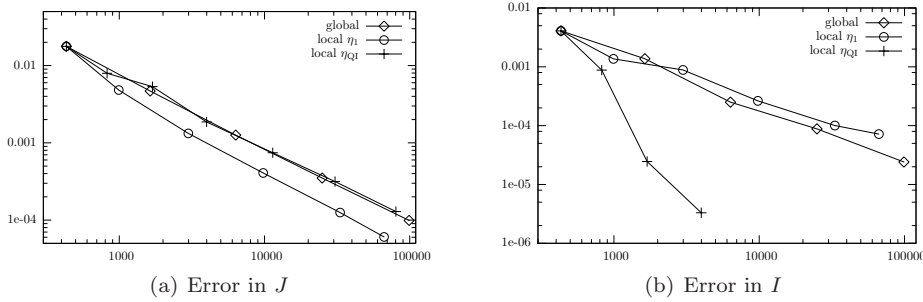 global
local η1
local ηQI
0.01
0.001
1e-04
1000
10000
100000
(a) Error in J
global
local η1
local ηQI
0.01
0.001
1e-04
1e-05
1e-06
1000
10000
100000
(b) Error in I